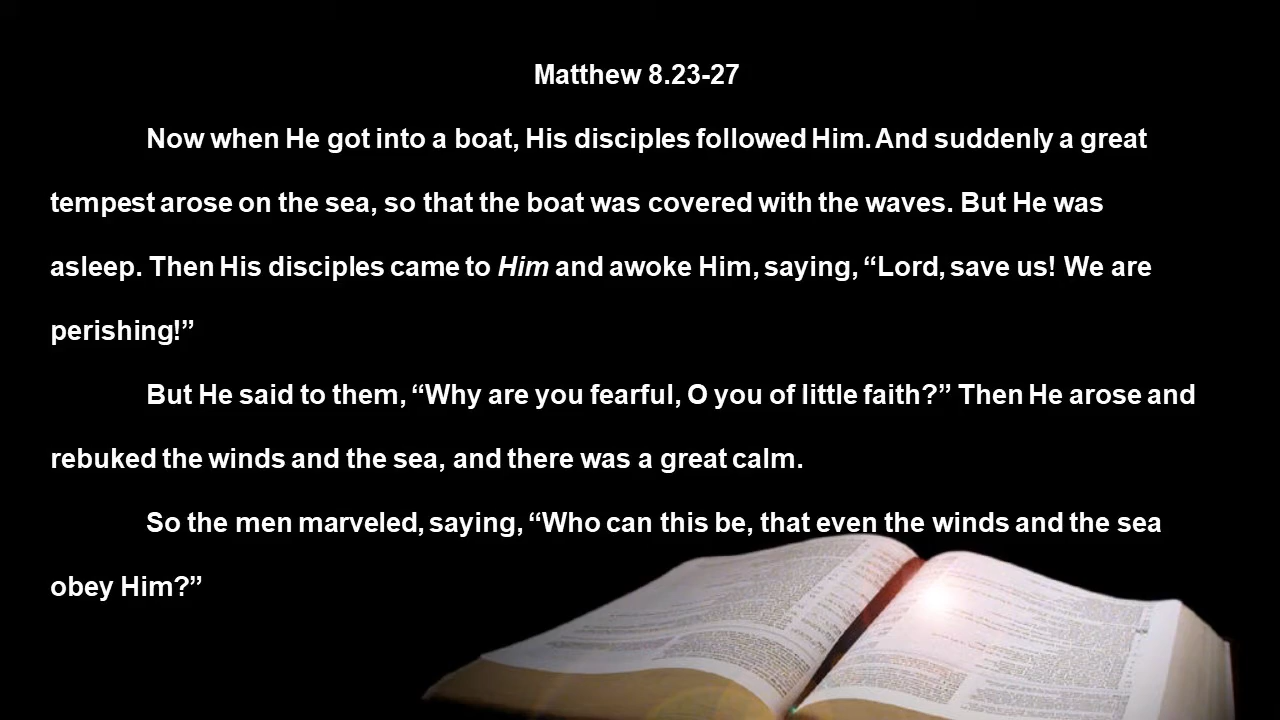 Matthew 8.23-27
Now when He got into a boat, His disciples followed Him. And suddenly a great
tempest arose on the sea, so that the boat was covered with the waves. But He was
asleep. Then His disciples came to Him and awoke Him, saying, “Lord, save us! We are
perishing!”
But He said to them, “Why are you fearful, O you of little faith?” Then He arose and
rebuked the winds and the sea, and there was a great calm.
So the men marveled, saying, “Who can this be, that even the winds and the sea
obey Him?”